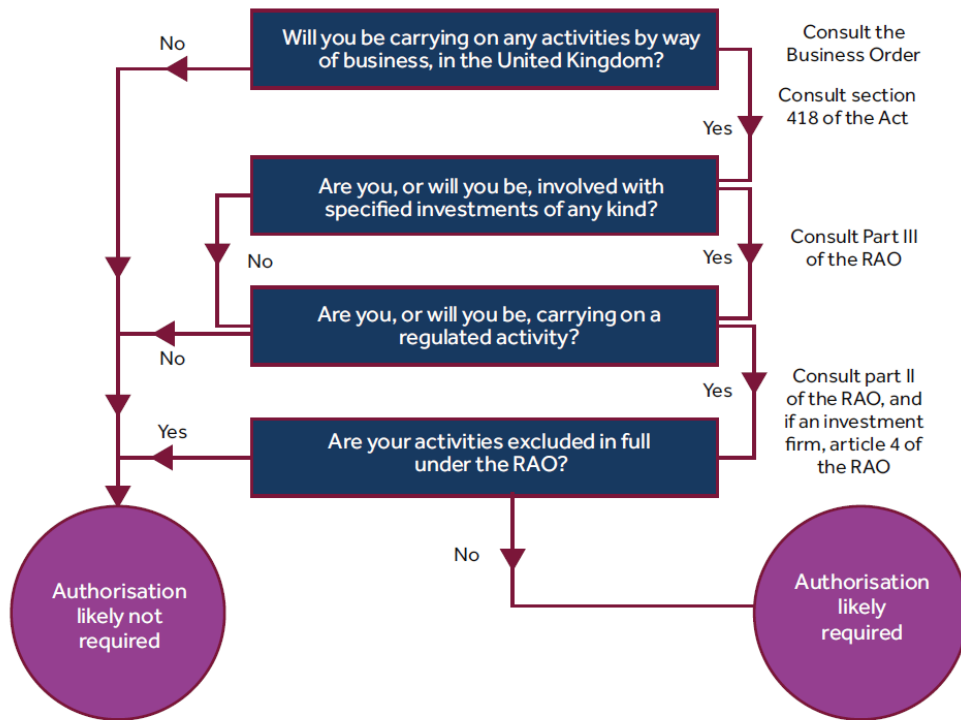 No
Will you be carrying on any activities by way
of business, in the United Kingdom?
Consult the
Business Order
Consult section
418 of the Act
Yes
Are you, or will you be, involved with
specified investments of any kind?
No
Yes
Consult Part III
of the RAO
Are you, or will you be, carrying on a
regulated activity?
No
Yes
Consult part II
of the RAO, and
if an investment
firm, article 4 of
the RAO
Yes
Are your activities excluded in full
under the RAO?
No
Authorisation
likely not
required
Authorisation
likely
required